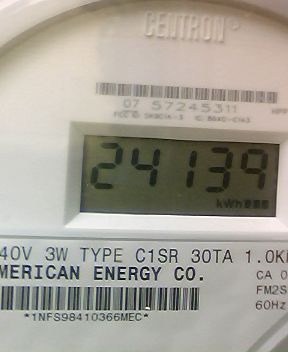 CENTRON®
07 57245311
24139
kWh
40V 3W TYPE C1SR 30TA 1.0K
MERICAN ENERGY CO.
CA 0
FM2S
60Hz
*1NFS98410366MEC*